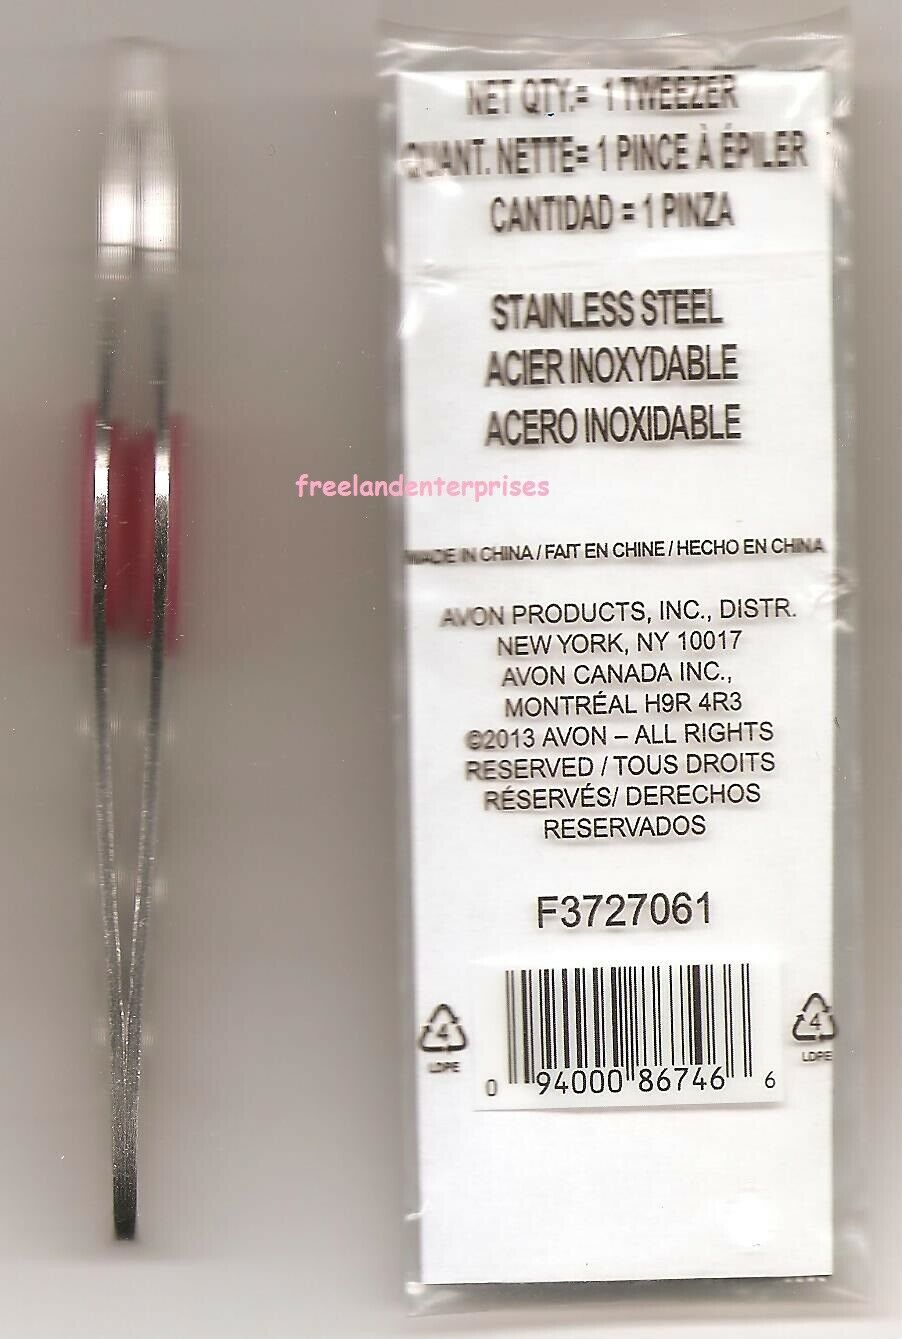 NET QTY.= 1 TWEEZER
QUANT. NETTE= 1 PINCE À ÉPILER
CANTIDAD = 1 PINZA
STAINLESS STEEL
ACIER INOXYDABLE
ACERO INOXIDABLE
freelandenterprises
MADE IN CHINA / FAIT EN CHINE / HECHO EN CHINA
AVON PRODUCTS, INC., DISTR.
NEW YORK, NY 10017
AVON CANADA INC.,
MONTRÉAL H9R 4R3
©2013 AVON – ALL RIGHTS
RESERVED / TOUS DROITS
RÉSERVÉS/ DERECHOS
RESERVADOS
F3727061
4
LDPE
4
LDPE
0 94000 86746 6